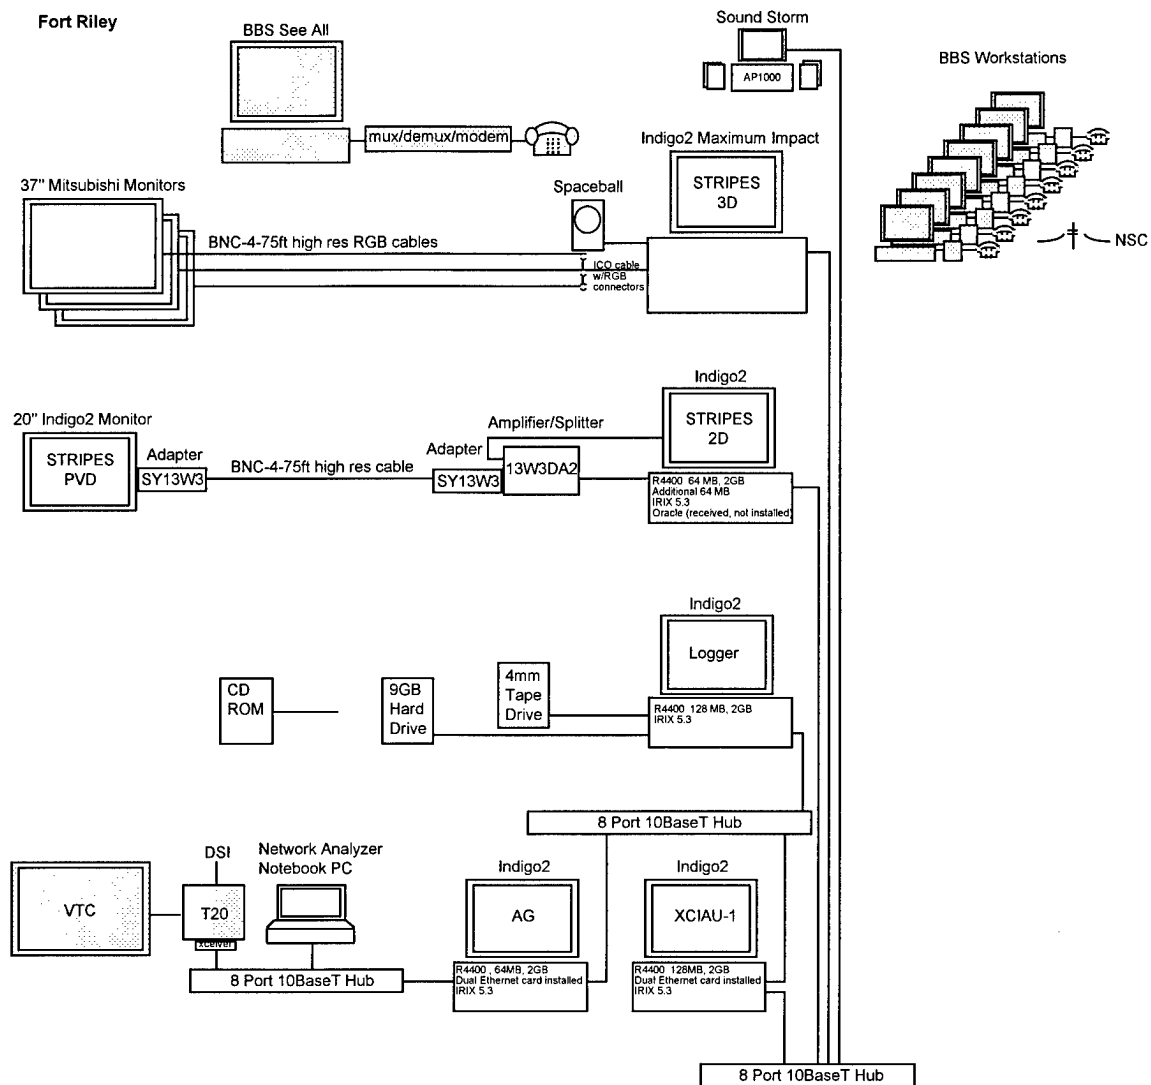 Fort Riley
BBS See All
mux/demux/modem
Sound Storm
AP1000
BBS Workstations
NSC
Indigo2 Maximum Impact
STRIPES
3D
Spaceball
37" Mitsubishi Monitors
BNC-4-75ft high res RGB cables
ICO cable
w/RGB
connectors
Indigo2
STRIPES
2D
R4400 64 MB, 2GB
Additional 64 MB
IRIX 5.3
Oracle (received, not installed)
20" Indigo2 Monitor
STRIPES
PVD
Adapter
SY13W3
BNC-4-75ft high res cable
Amplifier/Splitter
Adapter
SY13W3
13W3DA2
Indigo2
Logger
R4400 128 MB, 2GB
IRIX 5.3
CD
ROM
9GB
Hard
Drive
4mm
Tape
Drive
8 Port 10BaseT Hub
VTC
DSI
T20
xceiver
Network Analyzer
Notebook PC
8 Port 10BaseT Hub
Indigo2
AG
R4400 , 64MB, 2GB
Dual Ethernet card installed
IRIX 5.3
Indigo2
XCIAU-1
R4400 128MB, 2GB
Dual Ethernet card installed
IRIX 5.3
8 Port 10BaseT Hub